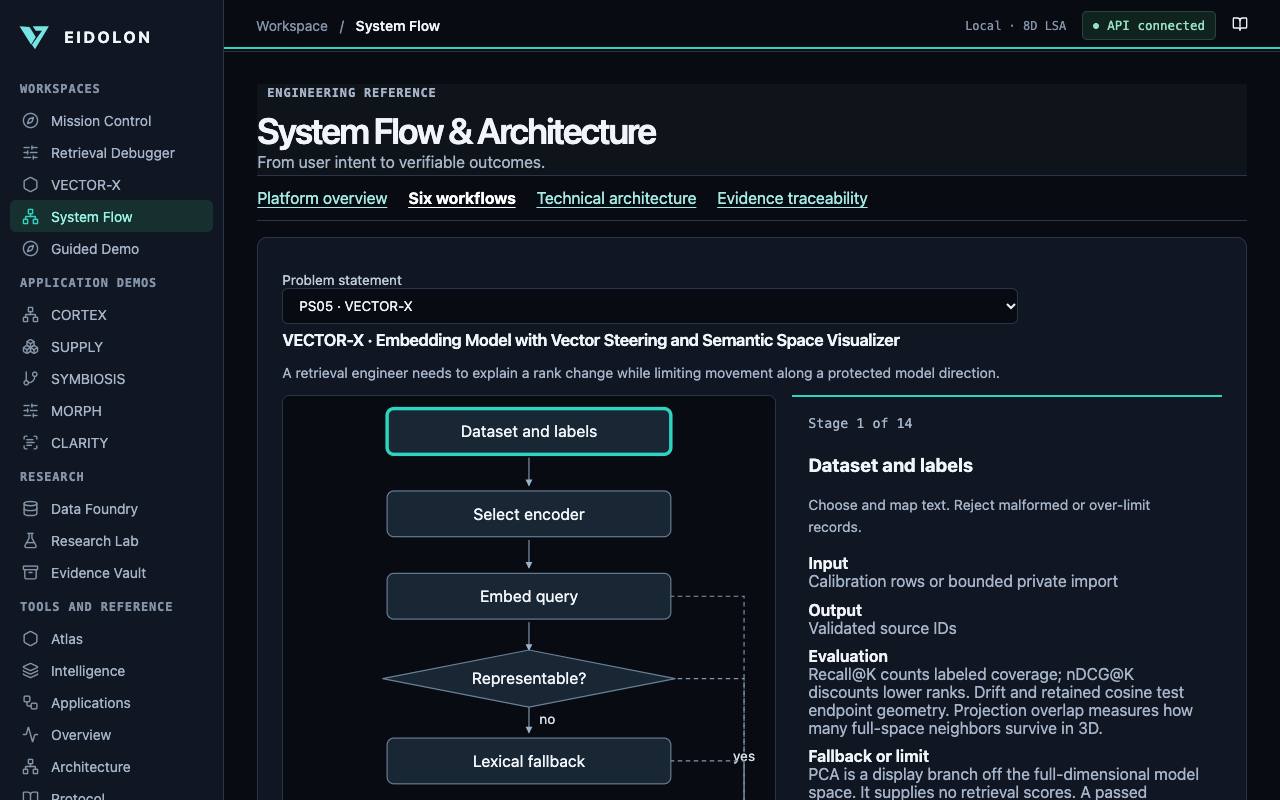 EIDOLON
WORKSPACES
Mission Control
Retrieval Debugger
VECTOR-X
System Flow
Guided Demo
APPLICATION DEMOS
CORTEX
SUPPLY
SYMBIOSIS
MORPH
CLARITY
RESEARCH
Data Foundry
Research Lab
Evidence Vault
TOOLS AND REFERENCE
Atlas
Intelligence
Applications
Overview
Architecture
Protocol
Workspace / System Flow
Local · 8D LSA
API connected
ENGINEERING REFERENCE
System Flow & Architecture
From user intent to verifiable outcomes.
Platform overview
Six workflows
Technical architecture
Evidence traceability
Problem statement
PS05 · VECTOR-X
VECTOR-X · Embedding Model with Vector Steering and Semantic Space Visualizer
A retrieval engineer needs to explain a rank change while limiting movement along a protected model direction.
Dataset and labels
Select encoder
Embed query
Representable?
no
Lexical fallback
yes
Stage 1 of 14
Dataset and labels
Choose and map text. Reject malformed or over-limit
records.
Input
Calibration rows or bounded private import
Output
Validated source IDs
Evaluation
Recall@K counts labeled coverage; nDCG@K
discounts lower ranks. Drift and retained cosine test
endpoint geometry. Projection overlap measures how
many full-space neighbors survive in 3D.
Fallback or limit
PCA is a display branch off the full-dimensional model
space. It supplies no retrieval scores. A passed